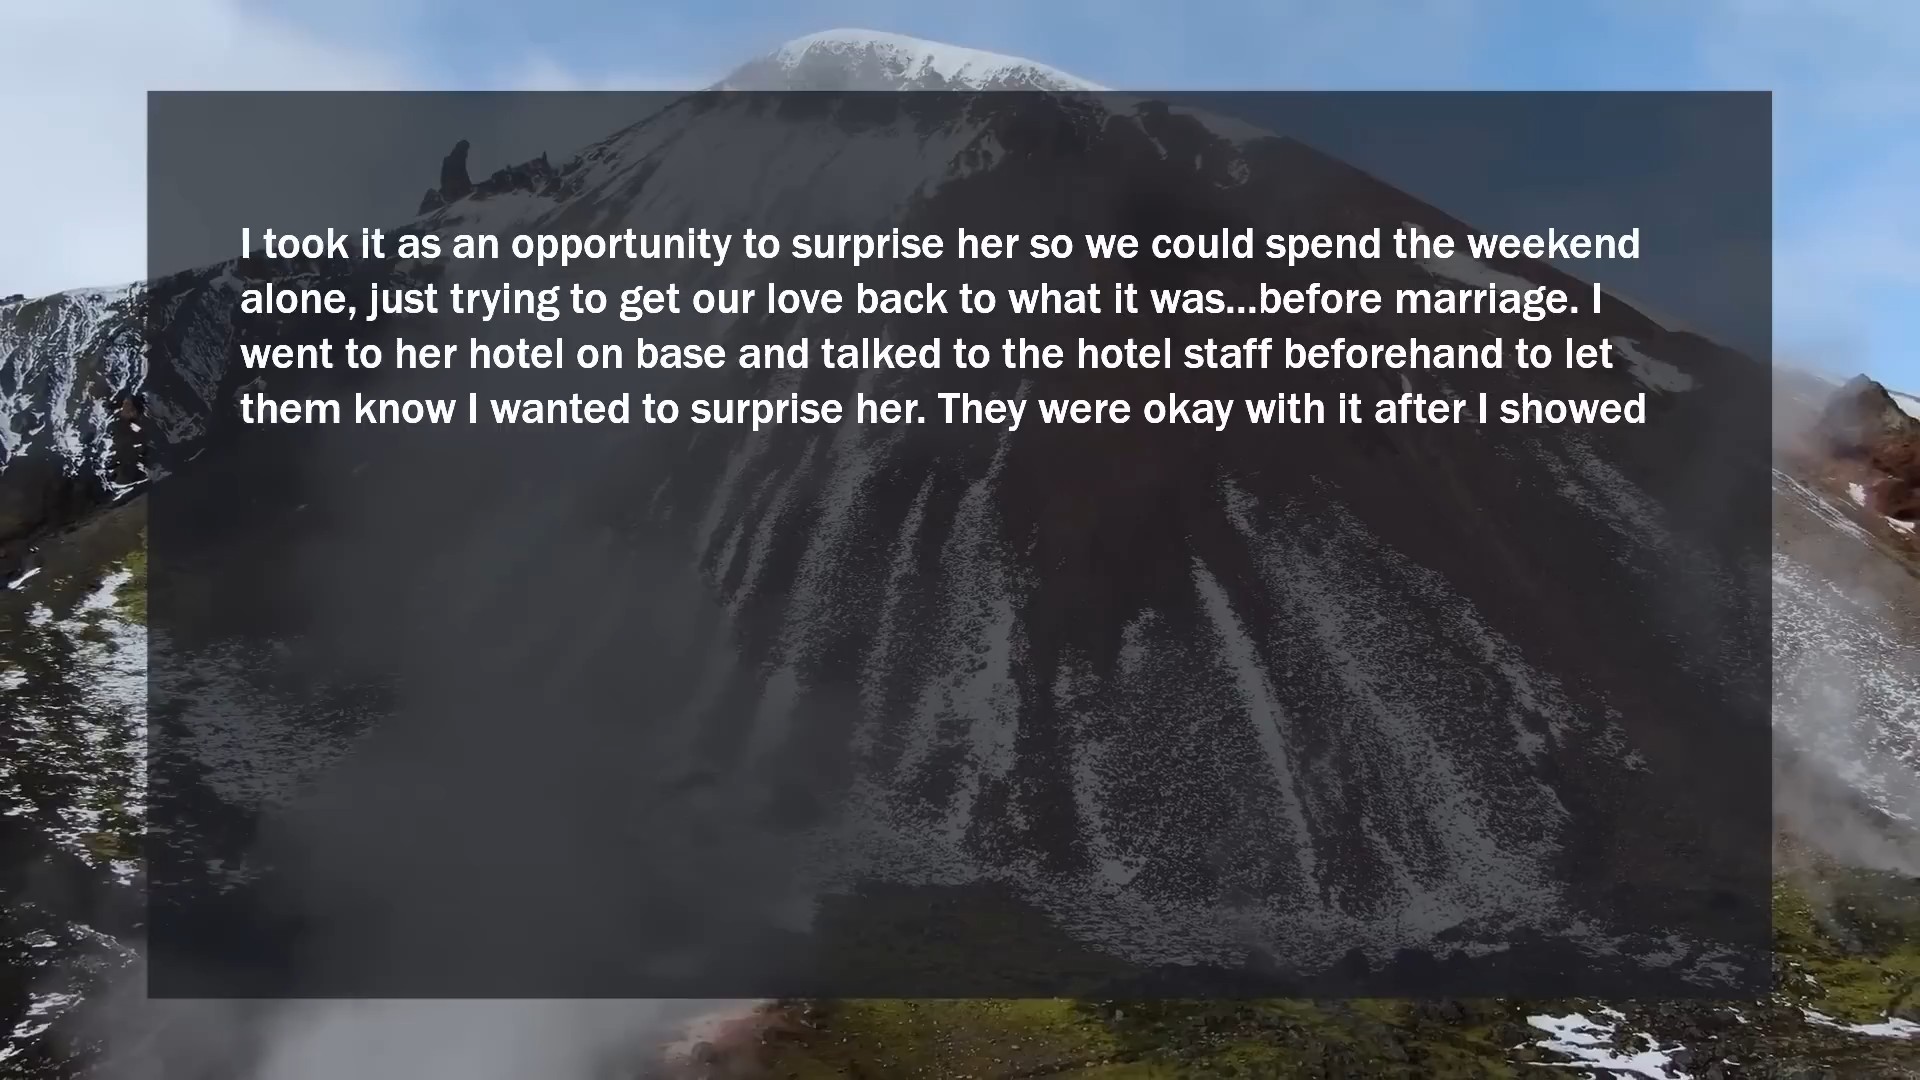 I took it as an opportunity to surprise her so we could spend the weekend
alone, just trying to get our love back to what it was...before marriage. I
went to her hotel on base and talked to the hotel staff beforehand to let
them know I wanted to surprise her. They were okay with it after I showed